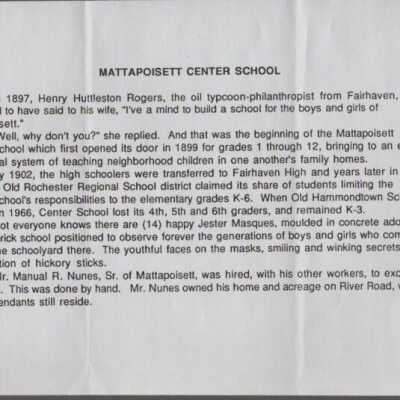 MATTAPOISETT CENTER SCHOOL
1897, Henry Huttleston Rogers, the oil typcoon-philanthropist from Fairhaven,
to have said to his wife, "I've a mind to build a school for the boys and girls of
sett."
Well, why don't you?" she replied. And that was the beginning of the Mattapoisett
chool which first opened its door in 1899 for grades 1 through 12, bringing to an e
al system of teaching neighborhood children in one another's family homes.
y 1902, the high schoolers were transferred to Fairhaven High and years later in
Old Rochester Regional School district claimed its share of students limiting the
chool's responsibilities to the elementary grades K-6. When Old Hammondtown S
n 1966, Center School lost its 4th, 5th and 6th graders, and remained K-3.
ot everyone knows there are (14) happy Jester Masques, moulded in concrete ado
rick school positioned to observe forever the generations of boys and girls who com
e schoolyard there. The youthful faces on the masks, smiling and winking secrets
tion of hickory sticks.
r. Manual R. Nunes, Sr. of Mattapoisett, was hired, with his other workers, to exc
. This was done by hand. Mr. Nunes owned his home and acreage on River Road, w
endants still reside.